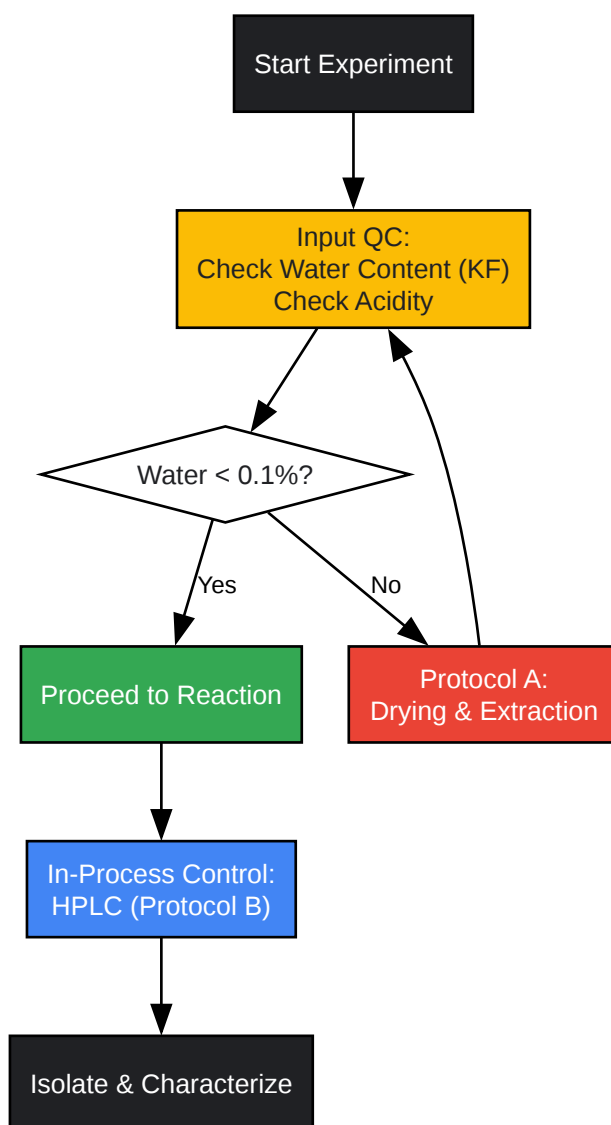 Start Experiment
Input QC:
Check Water Content (KF)
Check Acidity
Water < 0.1%?
Yes
No
Proceed to Reaction
Protocol A:
Drying & Extraction
In-Process Control:
HPLC (Protocol B)
Isolate & Characterize